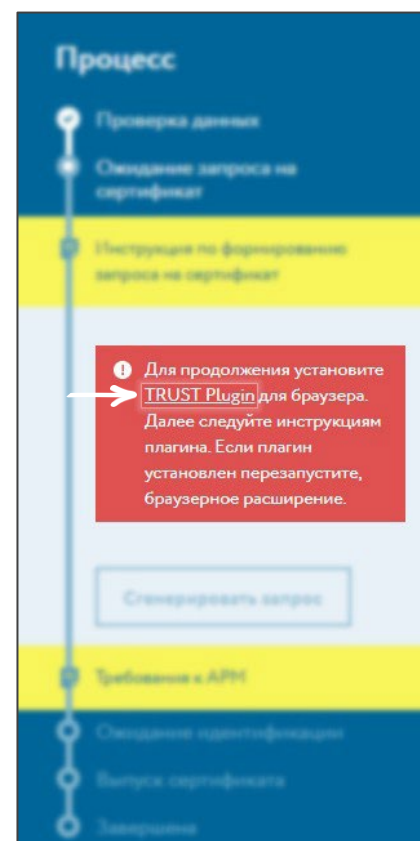 Процесс
Проверка данных
Ожидание запроса на
сертификат
Инструкция по формированию
запроса на сертификат
Для продолжения установите
TRUST Plugin для браузера.
Далее следуйте инструкциям
плагина. Если плагин
установлен перезапустите,
браузерное расширение.
Сгенерировать запрос
Требования к АРМ
Ожидание идентификации
Выпуск сертификата
Завершена